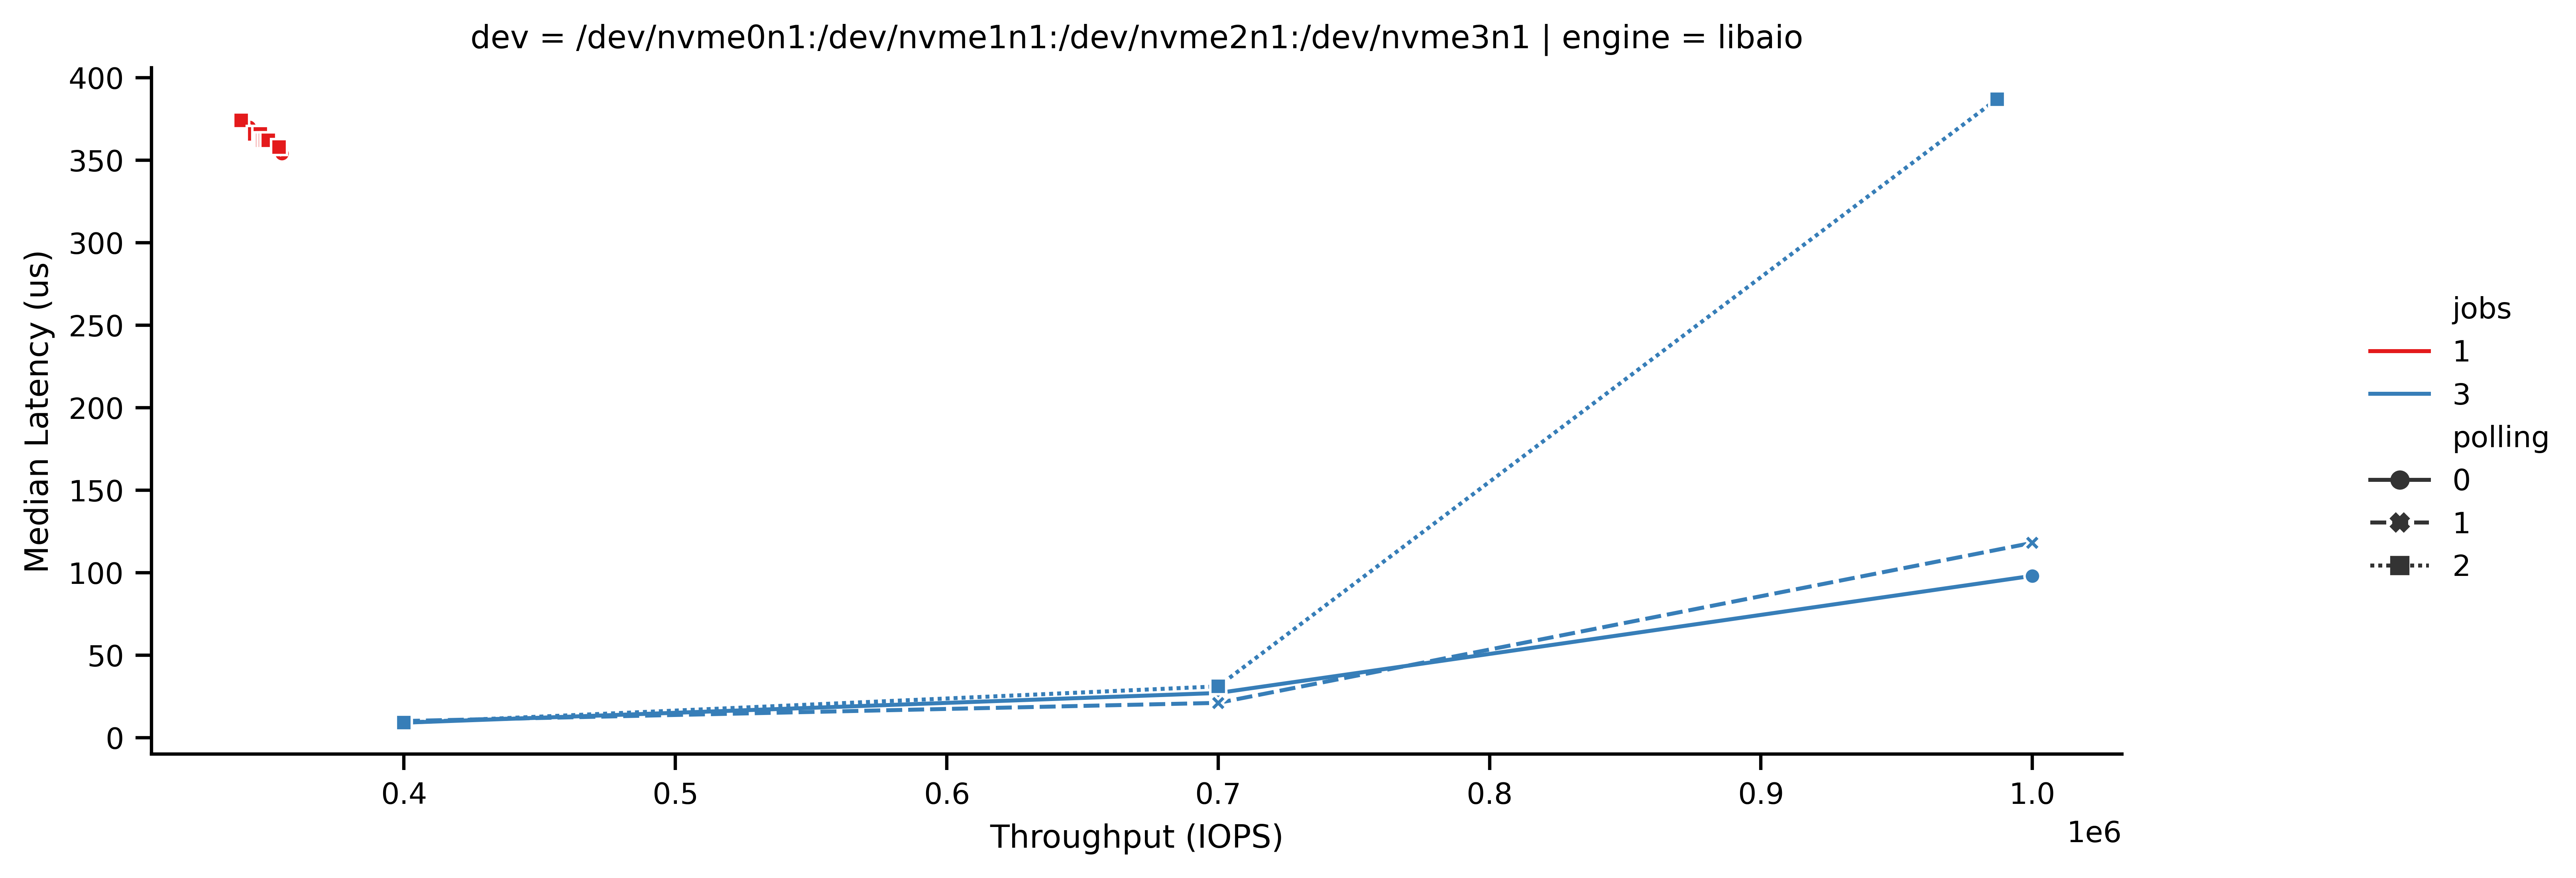 dev = /dev/nvme0n1:/dev/nvme1n1:/dev/nvme2n1:/dev/nvme3n1 | engine = libaio
400
350
300
250
200
150
100
50
0
Median Latency (us)
0.4 0.5 0.6 0.7 0.8 0.9 1.0
1e6
Throughput (IOPS)
jobs
1
3
polling
0
1
2